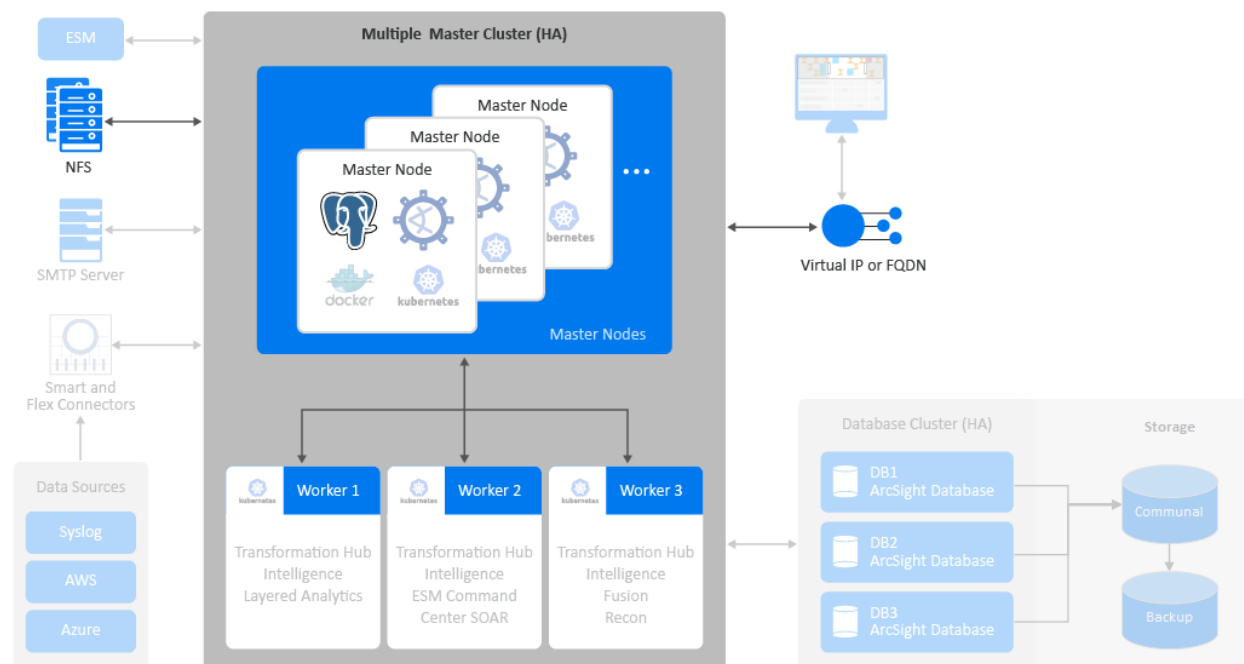 ESM
NFS
SMTP Server
Smart and
Flex Connectors
Data Sources
Syslog
AWS
Azure
Multiple Master Cluster (HA)
Master Node
Master Node
Master Node
...
docker
kubernetes
bernetes
bernetes
Master Nodes
kubernetes
Worker 1
Transformation Hub
Intelligence
Layered Analytics
kubernetes
Worker 2
Transformation Hub
Intelligence
ESM Command
Center SOAR
kubernetes
Worker 3
Transformation Hub
Intelligence
Fusion
Recon
Virtual IP or FQDN
Database Cluster (HA)
DB1
ArcSight Database
DB2
ArcSight Database
DB3
ArcSight Database
Storage
Communal
Backup